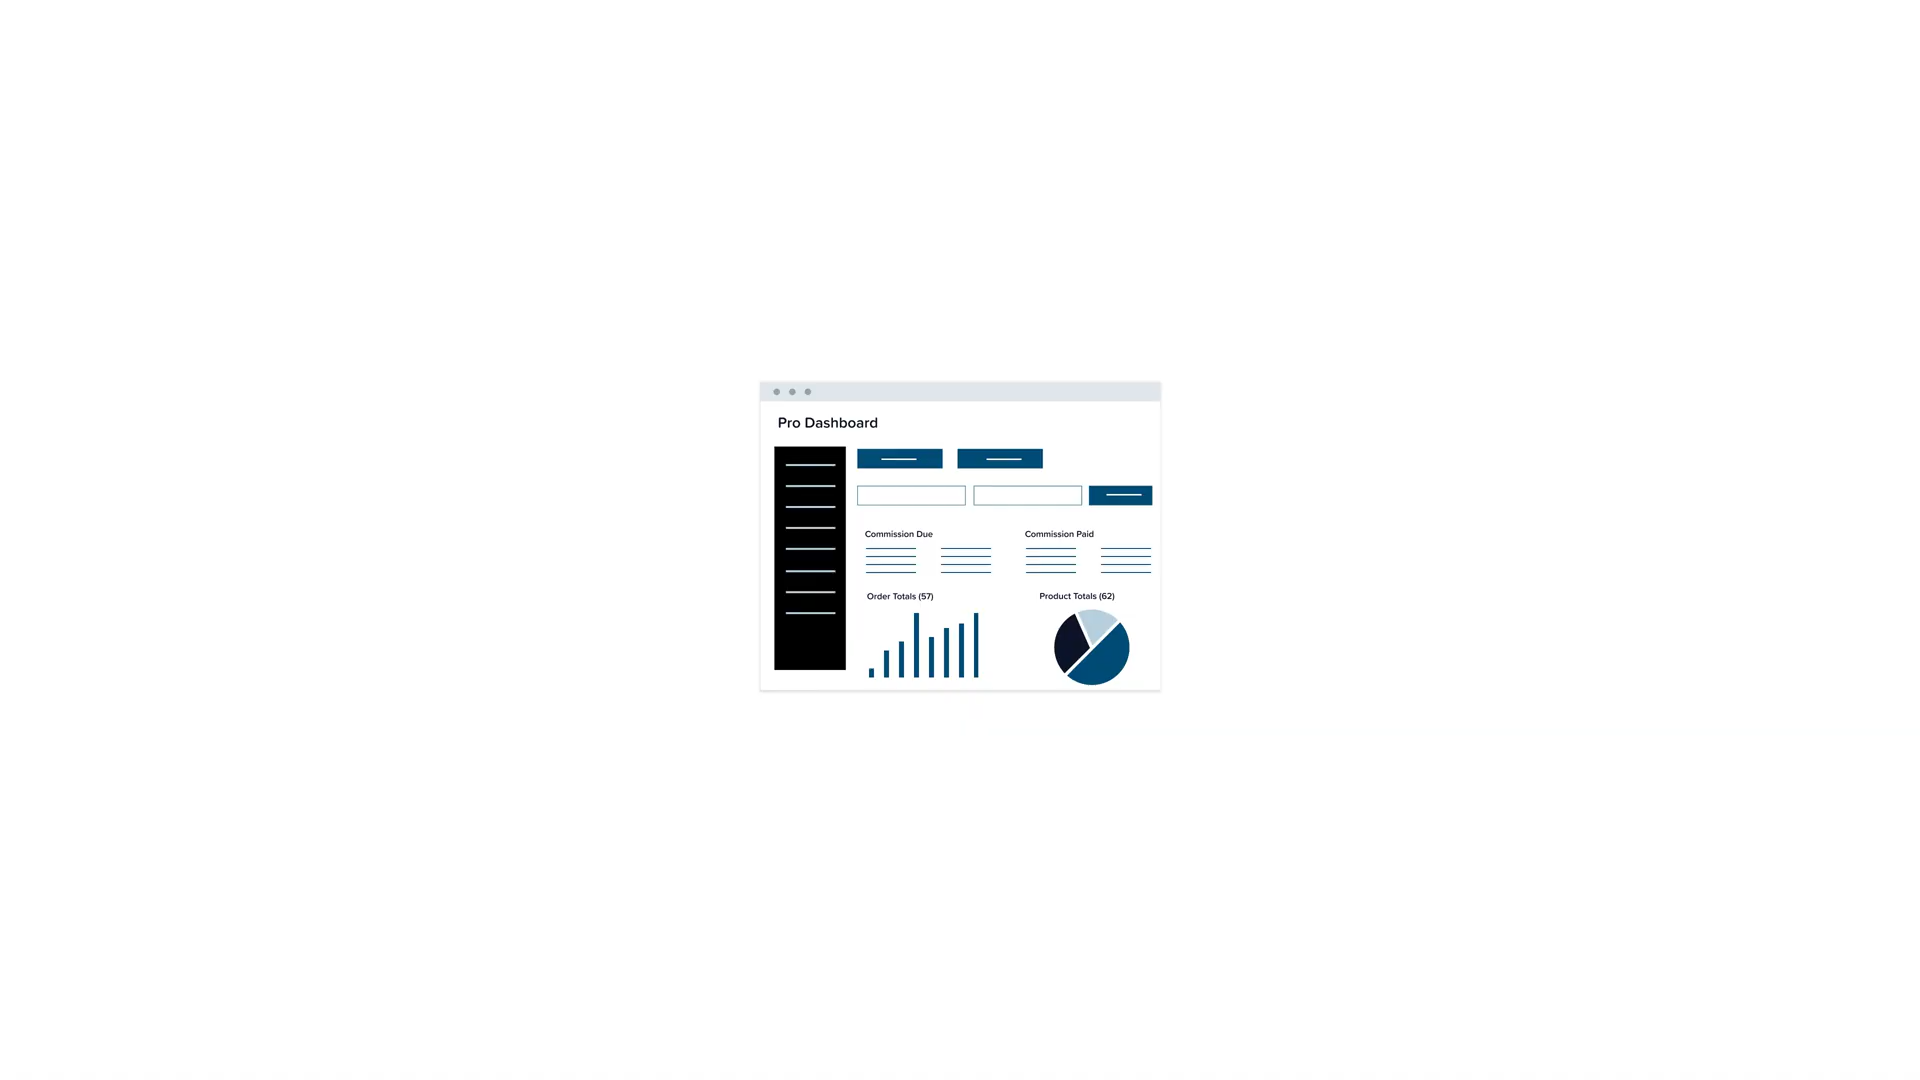 Pro Dashboard
Commission Due
Commission Paid
Order Totals (57)
Product Totals (62)